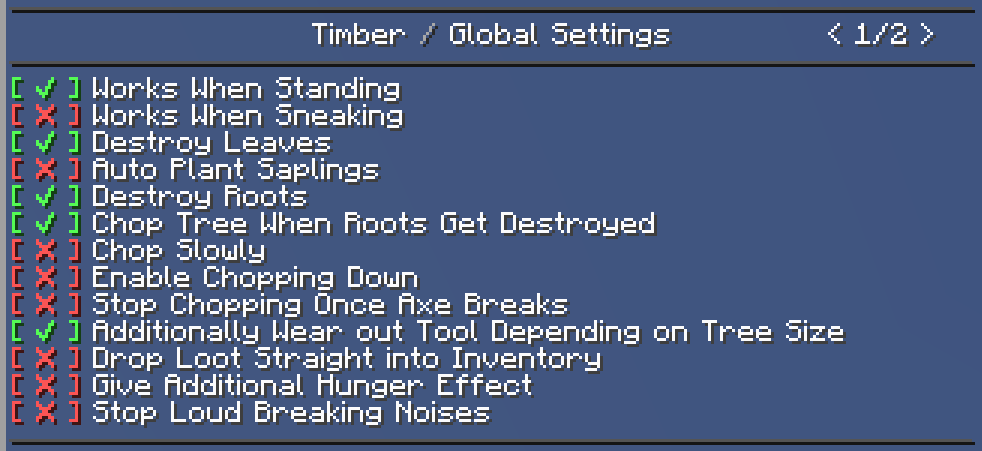 Timber / Global Settings < 1/2 >
[ ✔ ] Works When Standing
[ ✘ ] Works When Sneaking
[ ✔ ] Destroy Leaves
[ ✘ ] Auto Plant Saplings
[ ✔ ] Destroy Roots
[ ✔ ] Chop Tree When Roots Get Destroyed
[ ✘ ] Chop Slowly
[ ✘ ] Enable Chopping Down
[ ✘ ] Stop Chopping Once Axe Breaks
[ ✔ ] Additionally Wear out Tool Depending on Tree Size
[ ✘ ] Drop Loot Straight into Inventory
[ ✘ ] Give Additional Hunger Effect
[ ✘ ] Stop Loud Breaking Noises